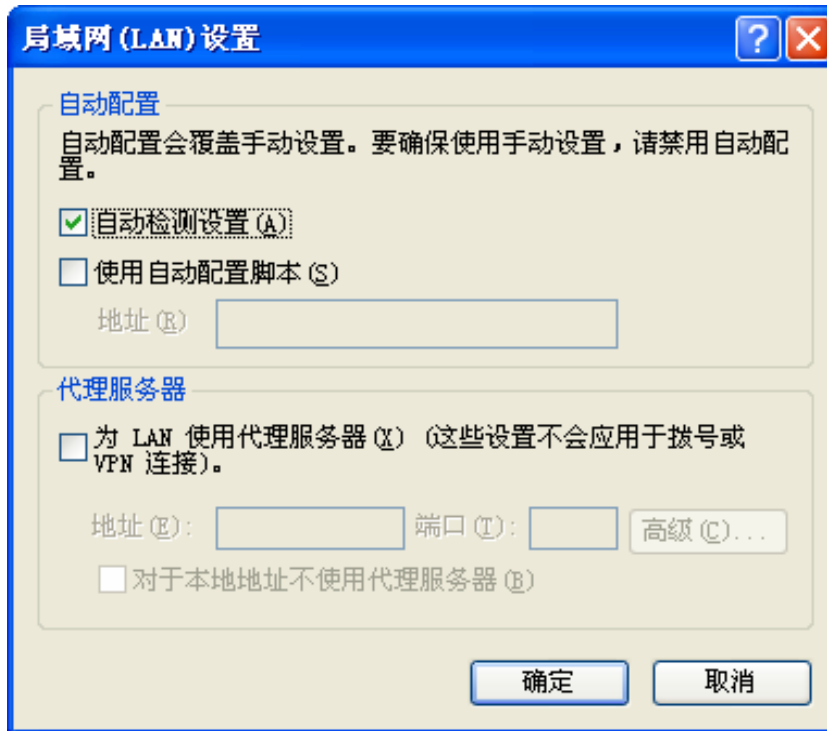 局域网(LAN)设置
自动配置
自动配置会覆盖手动设置。要确保使用手动设置，请禁用自动配
置。
自动检测设置(A)
使用自动配置脚本(S)
地址(R)
代理服务器
为 LAN 使用代理服务器(X) (这些设置不会应用于拨号或
VPN 连接)。
地址(E): 端口(T): 高级(C)...
对于本地地址不使用代理服务器(B)
确定 取消